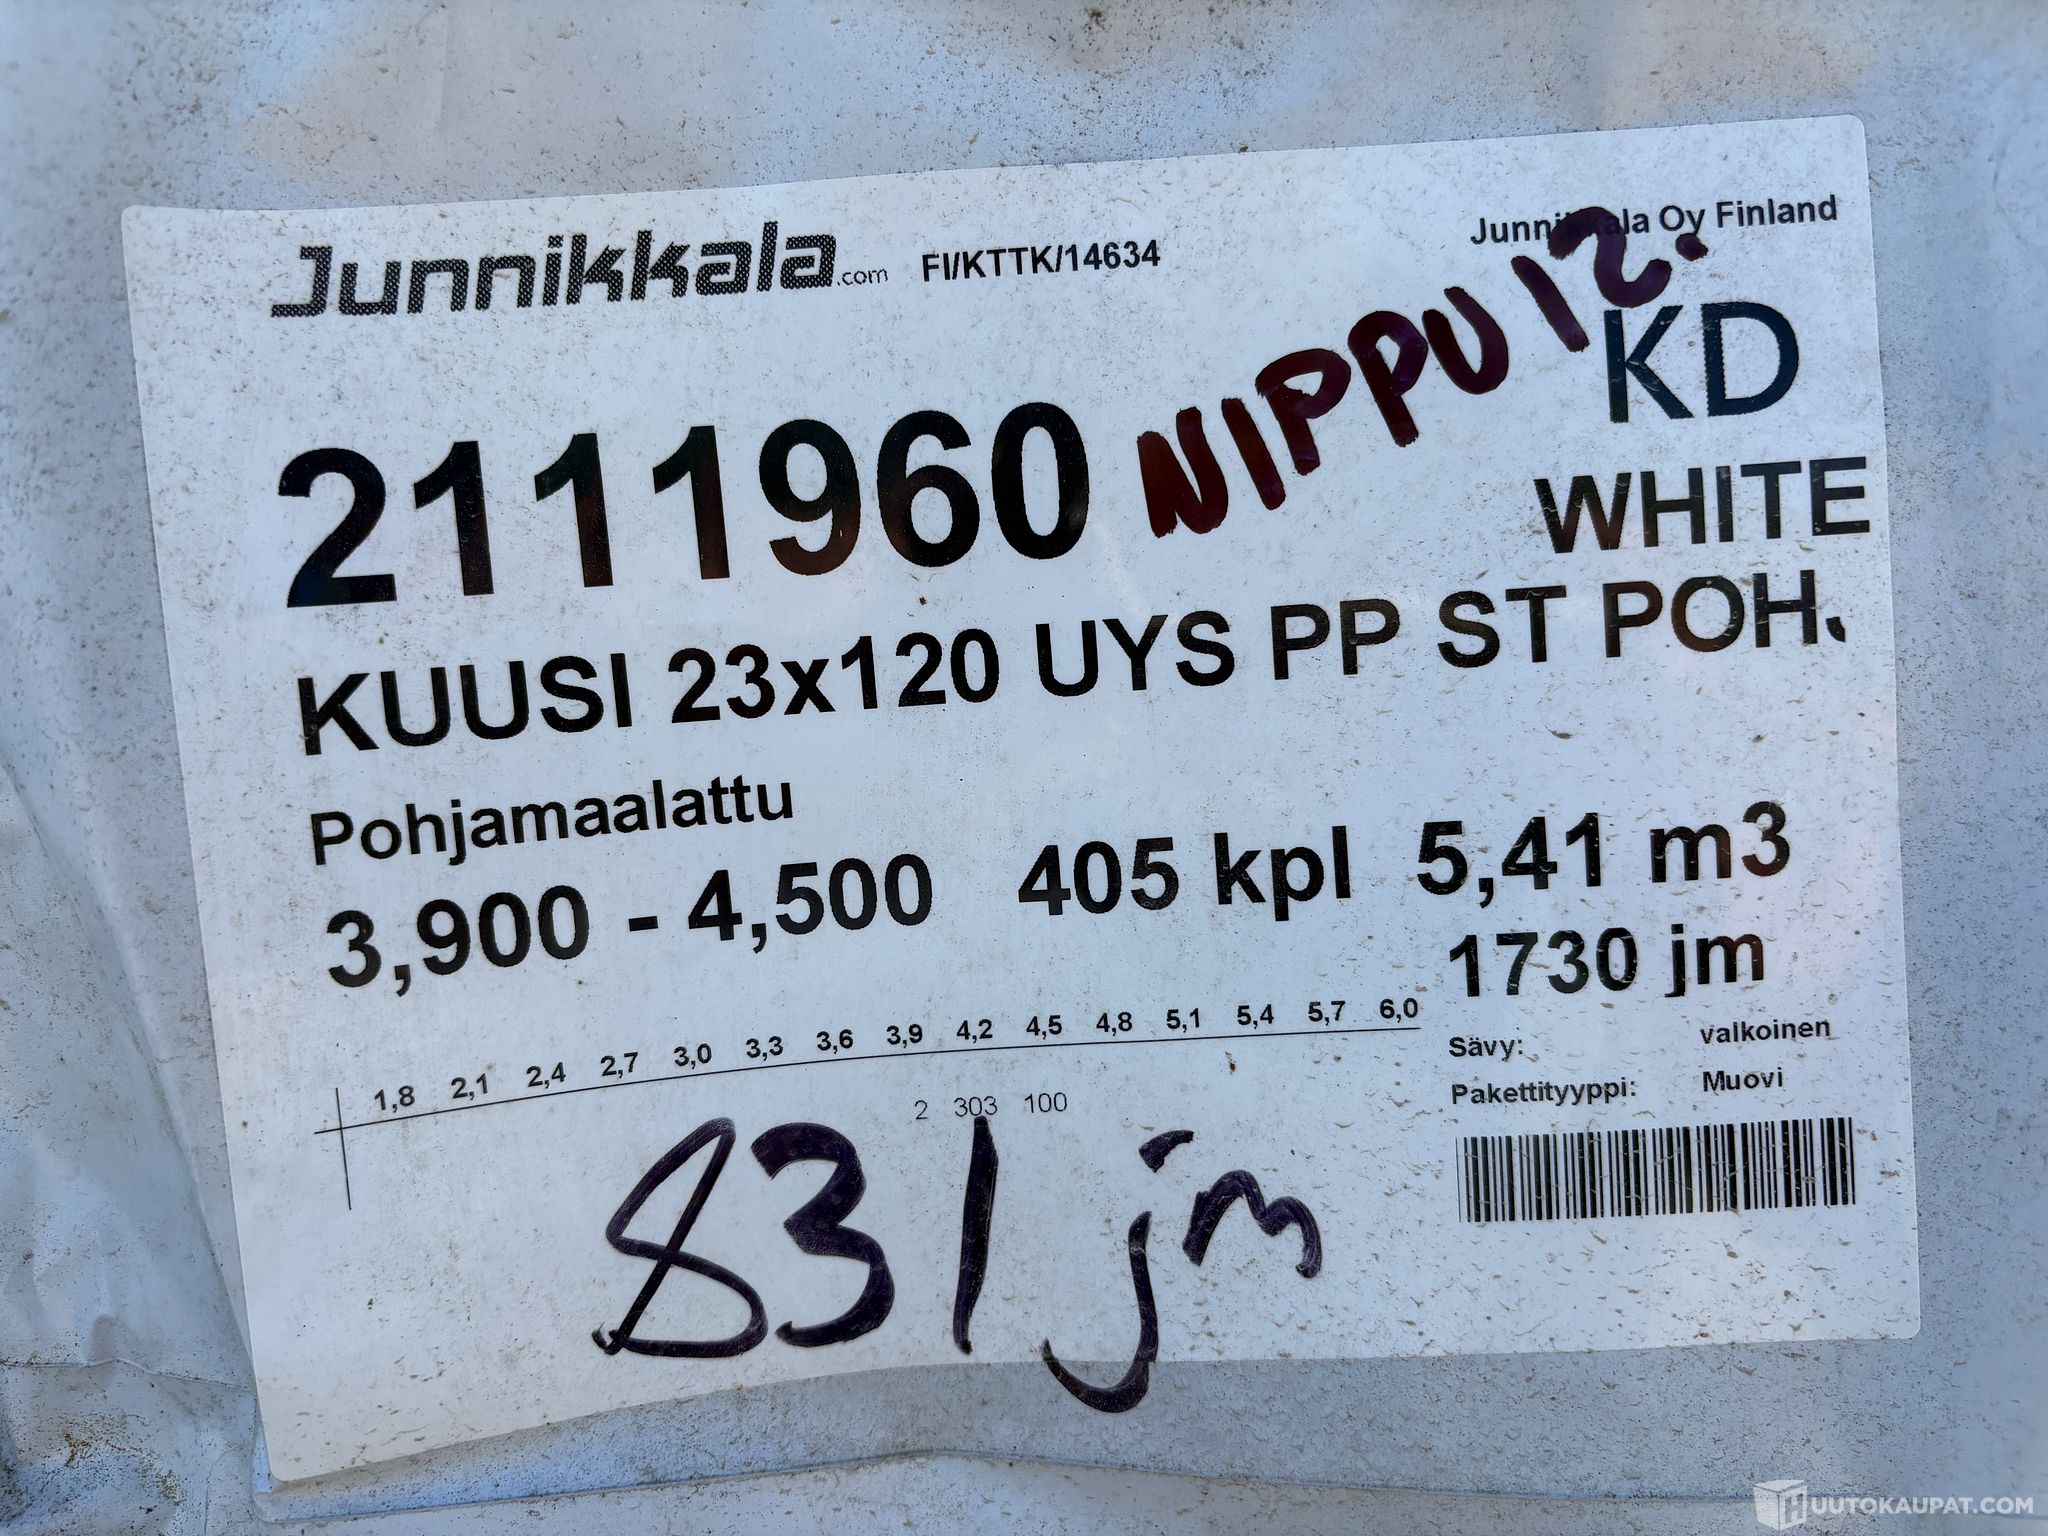 Junnikkala.com FI/KTTK/14634 Junnikkala Oy Finland
NIPPU 12.
KD
2111960
WHITE
KUUSI 23x120 UYS PP ST POH.
Pohjamaalattu
3,900 - 4,500 405 kpl 5,41 m3
1730 jm
1,8 2,1 2,4 2,7 3,0 3,3 3,6 3,9 4,2 4,5 4,8 5,1 5,4 5,7 6,0
2 303 100
Sävy: valkoinen
Pakettityyppi: Muovi
831 jm
HUUTOKAUPAT.COM